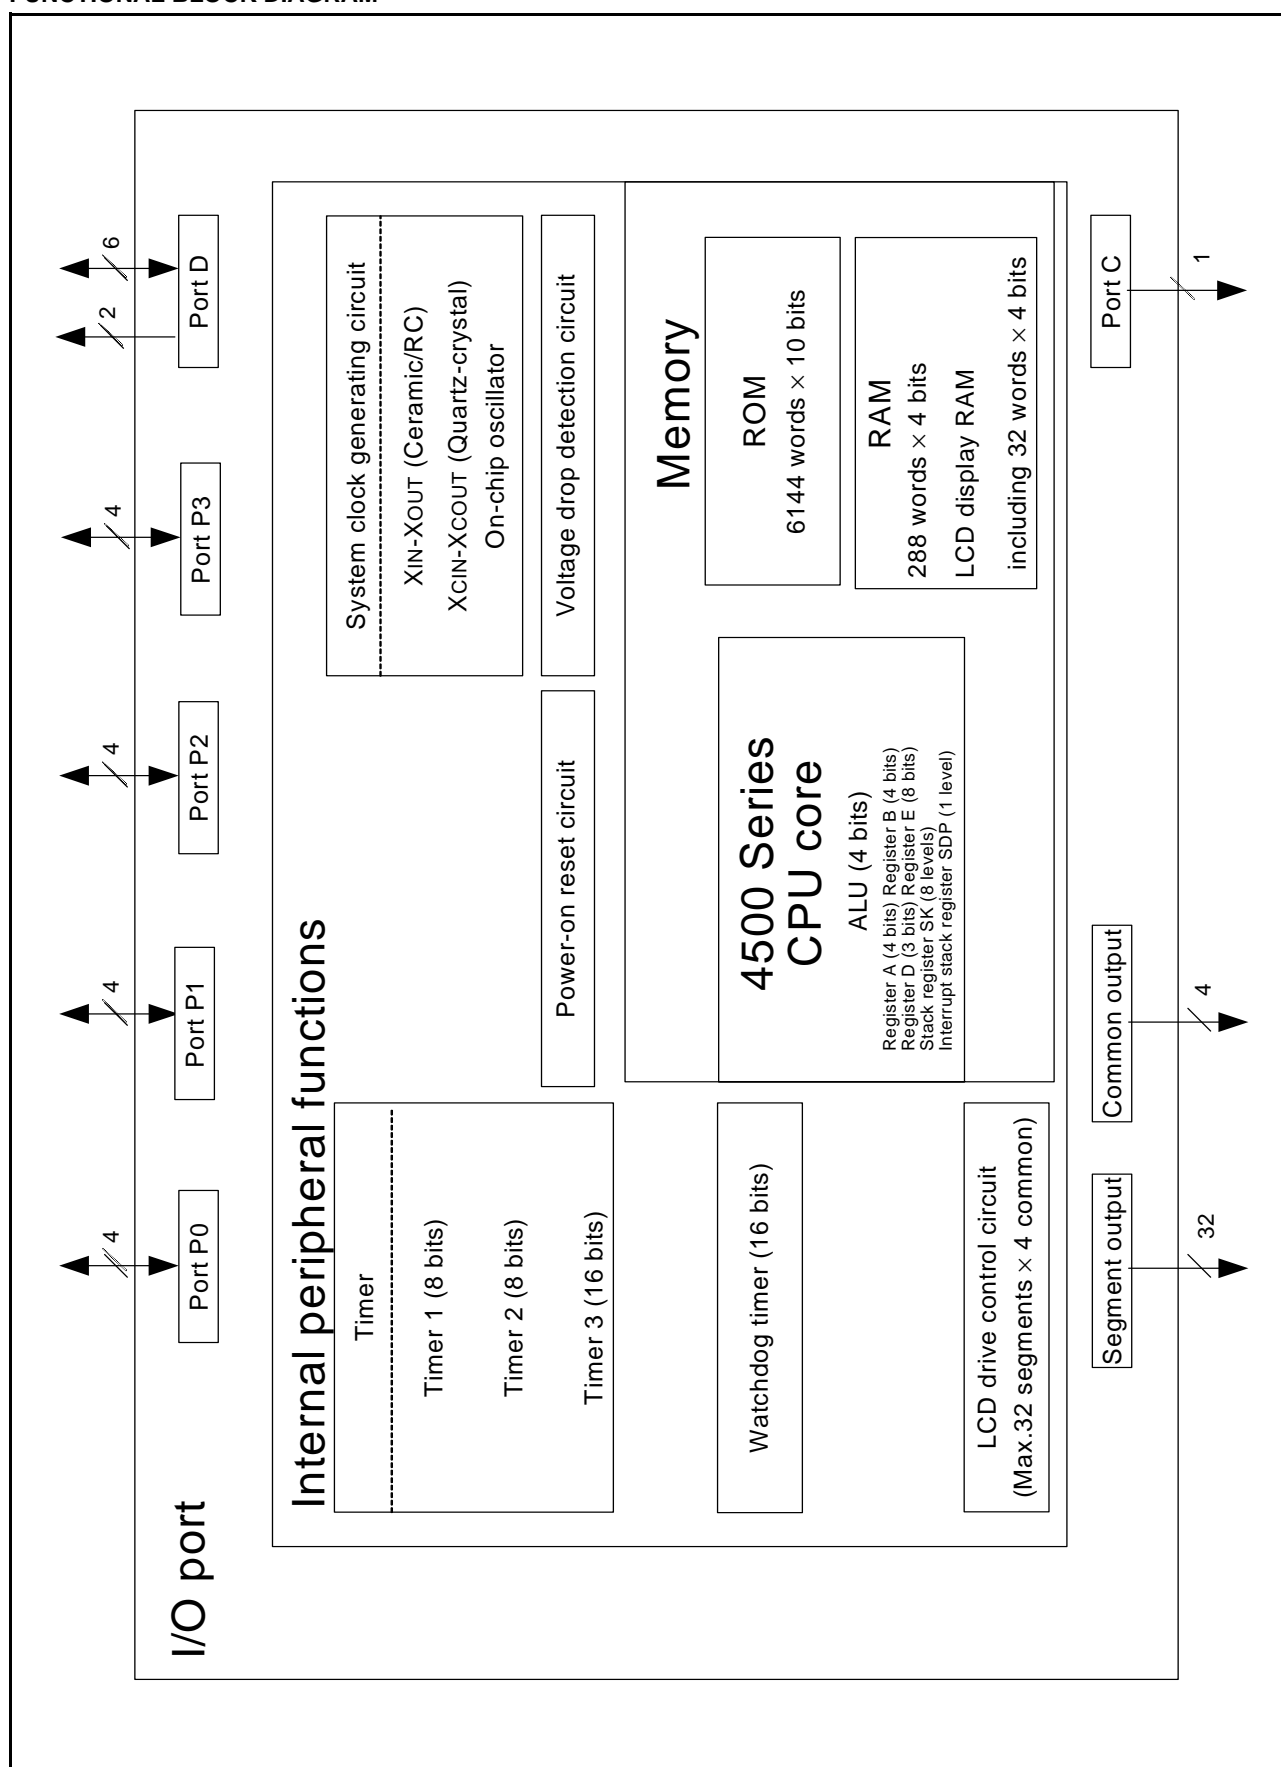 FUNCTIONAL BLOCK DIAGRAM
I/O port
4
Port P0
4
Port P1
4
Port P2
4
Port P3
2
6
Port D
Internal peripheral functions
Timer
Timer 1 (8 bits)
Timer 2 (8 bits)
Timer 3 (16 bits)
System clock generating circuit
XIN-XOUT (Ceramic/RC)
XCIN-XCOUT (Quartz-crystal)
On-chip oscillator
Power-on reset circuit
Voltage drop detection circuit
Watchdog timer (16 bits)
LCD drive control circuit
(Max.32 segments × 4 common)
4500 Series
CPU core
ALU (4 bits)
Register A (4 bits) Register B (4 bits)
Register D (3 bits) Register E (8 bits)
Stack register SK (8 levels)
Interrupt stack register SDP (1 level)
Memory
ROM
6144 words × 10 bits
RAM
288 words × 4 bits
LCD display RAM
including 32 words × 4 bits
Segment output
32
Common output
4
Port C
1